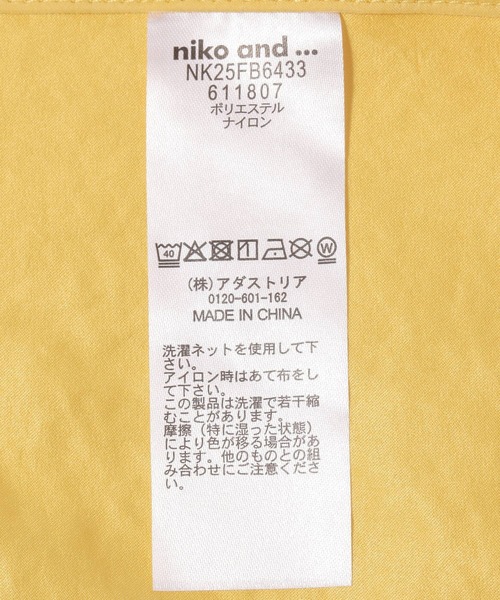 niko and ...
NK25FB6433
611807
ポリエステル
ナイロン
40 W
(株)アダストリア
0120-601-162
MADE IN CHINA
洗濯ネットを使用して下
さい。
アイロン時はあて布をし
て下さい。
この製品は洗濯で若干縮
むことがあります。
摩擦(特に湿った状態)
により色が移る場合があ
ります。他のものとの組
み合わせにご注意くださ
い。